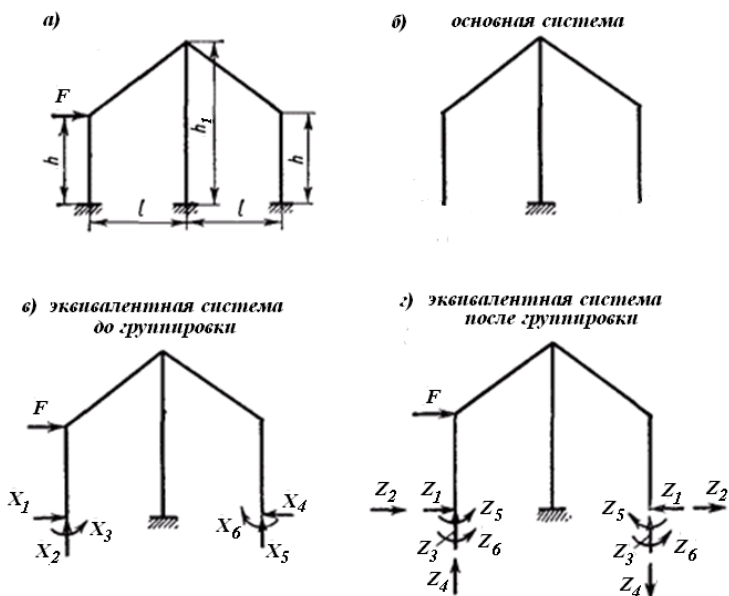 а)
F
h
h₁
h
l
l
б) основная система
в) эквивалентная система
до группировки
F
X₁
X₂
X₃
X₄
X₅
X₆
г) эквивалентная система
после группировки
F
Z₂
Z₁
Z₅
Z₃
Z₆
Z₄
Z₅
Z₁
Z₂
Z₃
Z₆
Z₄